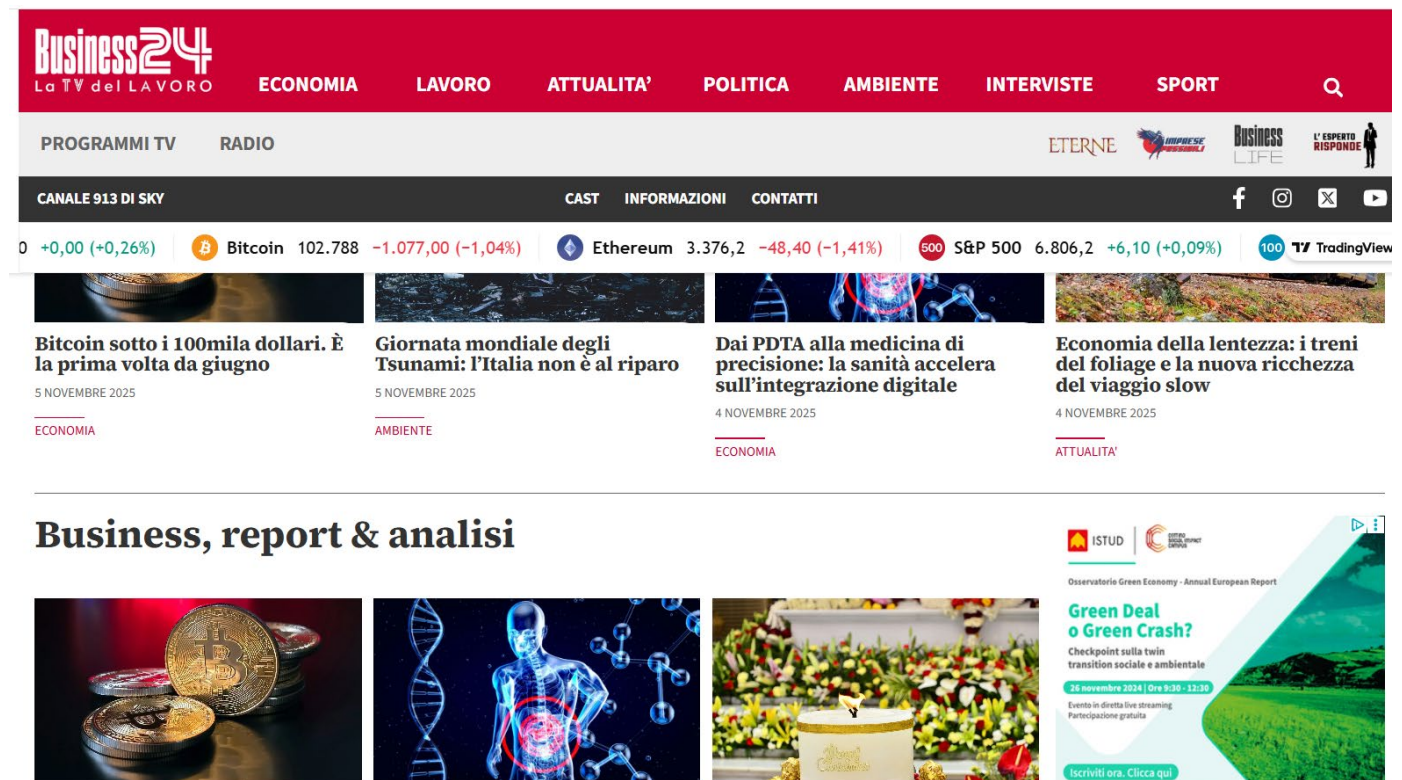 Business24
La TV del LAVORO
ECONOMIA LAVORO ATTUALITA’ POLITICA AMBIENTE INTERVISTE SPORT
PROGRAMMI TV RADIO
ETERNE
IMPRESE
POSSIBILI
Business
LIFE
L’ ESPERTO
RISPONDE
CANALE 913 DI SKY CAST INFORMAZIONI CONTATTI
0 +0,00 (+0,26%) Bitcoin 102.788 −1.077,00 (−1,04%) Ethereum 3.376,2 −48,40 (−1,41%) 500 S&P 500 6.806,2 +6,10 (+0,09%) 100 TradingView
Bitcoin sotto i 100mila dollari. È
la prima volta da giugno
5 NOVEMBRE 2025
ECONOMIA
Giornata mondiale degli
Tsunami: l’Italia non è al riparo
5 NOVEMBRE 2025
AMBIENTE
Dai PDTA alla medicina di
precisione: la sanità accelera
sull’integrazione digitale
4 NOVEMBRE 2025
ECONOMIA
Economia della lentezza: i treni
del foliage e la nuova ricchezza
del viaggio slow
4 NOVEMBRE 2025
ATTUALITA’
Business, report & analisi
ISTUD
Osservatorio Green Economy - Annual European Report
Green Deal
o Green Crash?
Checkpoint sulla twin
transition sociale e ambientale
26 novembre 2024 | Ore 9:30 - 12:30
Evento in diretta live streaming
Partecipazione gratuita
Iscriviti ora. Clicca qui